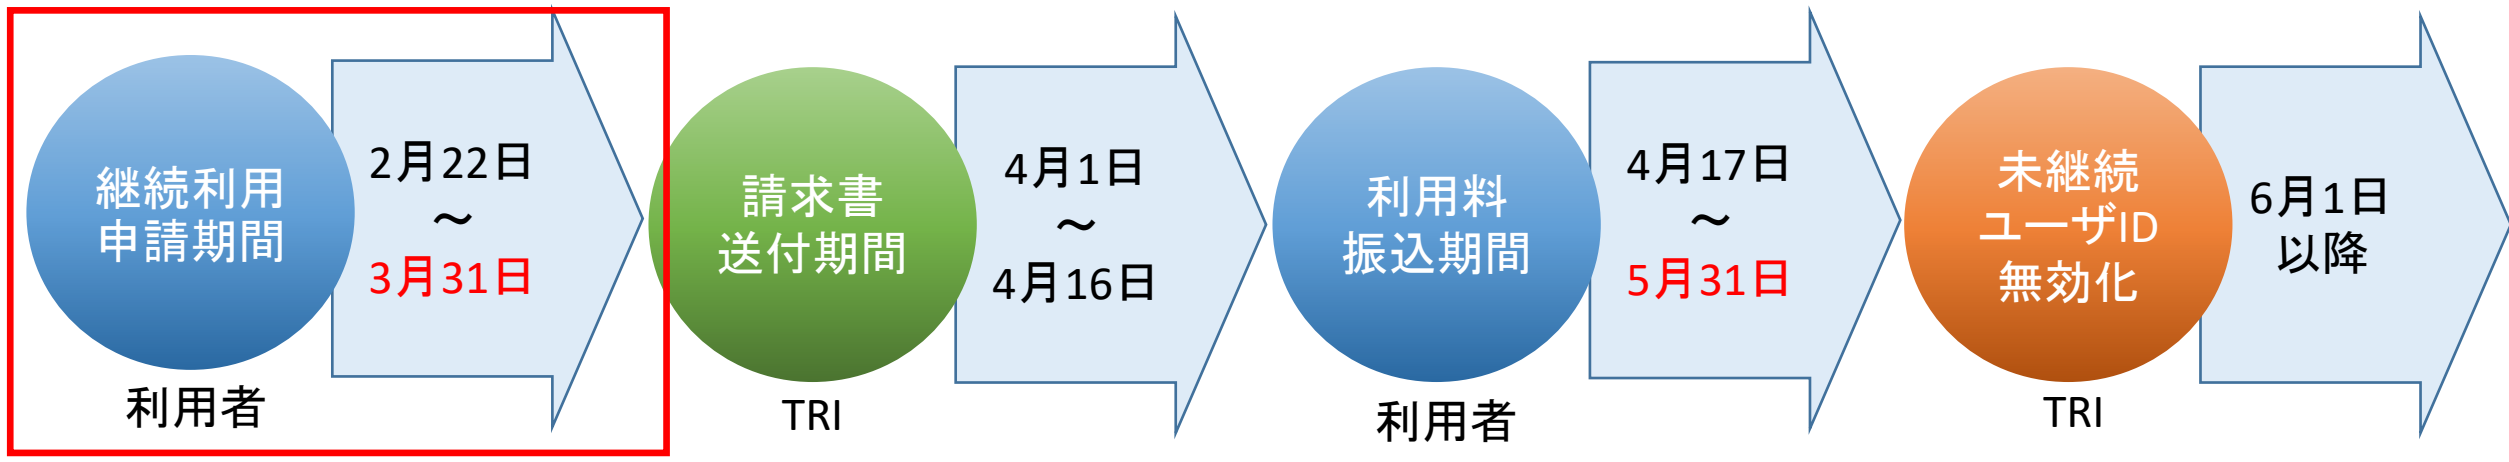 継続利用
申請期間
利用者
2月22日
～
3月31日
請求書
送付期間
TRI
4月1日
～
4月16日
利用料
振込期間
利用者
4月17日
～
5月31日
未継続
ユーザID
無効化
TRI
6月1日
以降